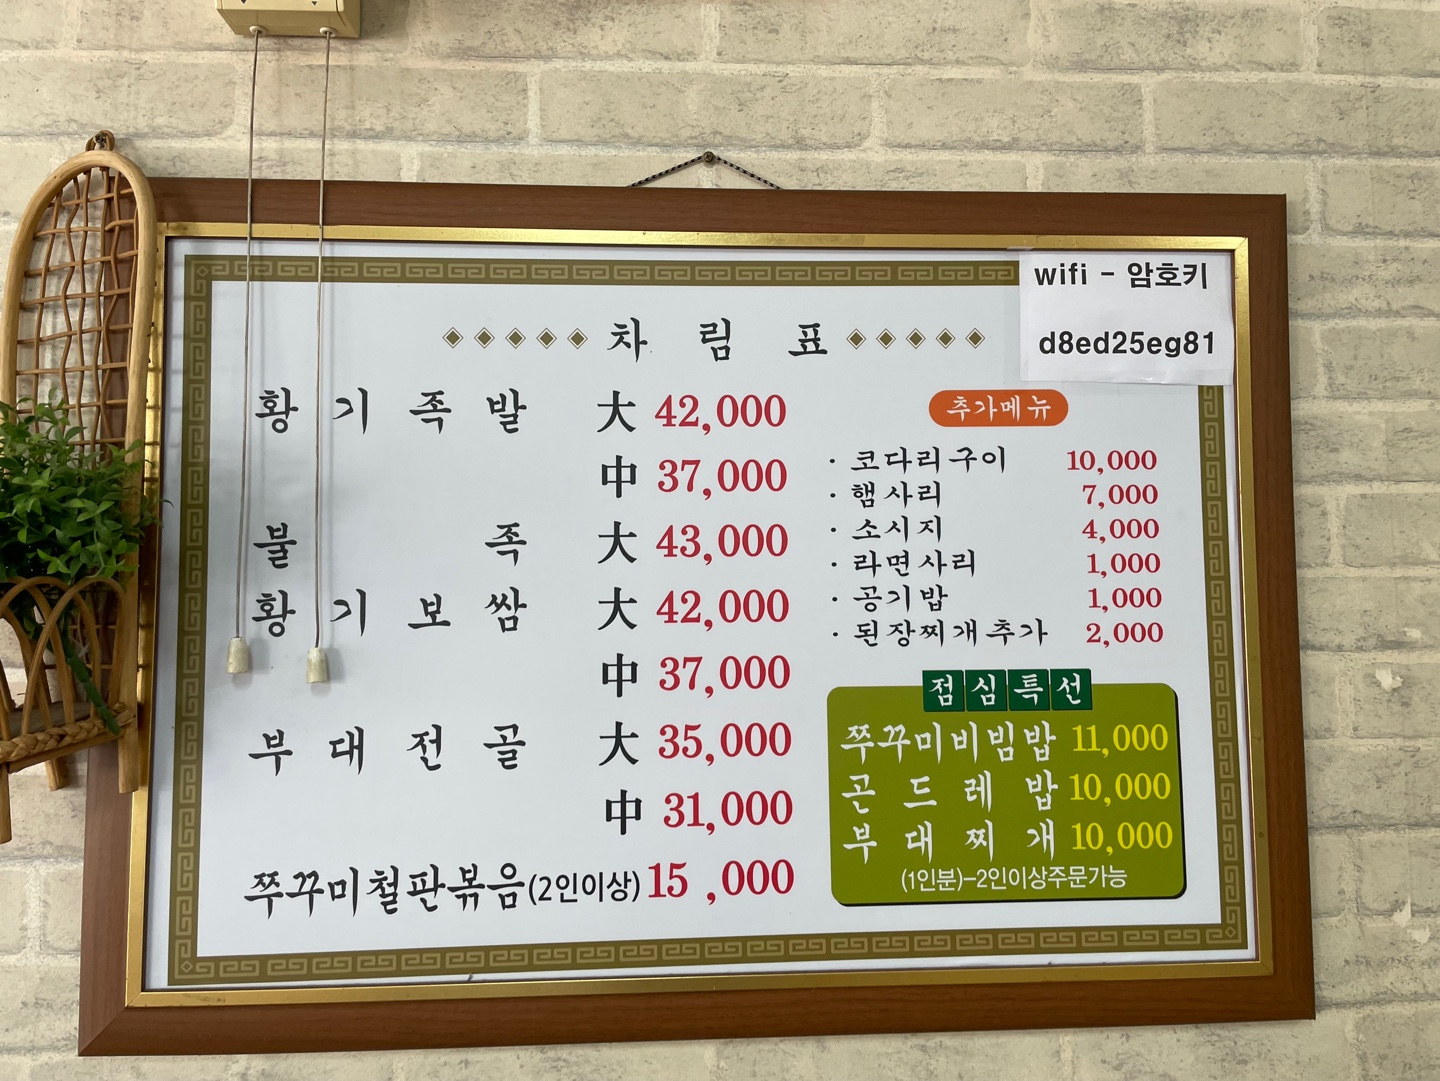 wifi - 암호키
d8ed25eg81
차림표
황기족발 大 42,000
中 37,000
불족 大 43,000
황기보쌈 大 42,000
中 37,000
부대전골 大 35,000
中 31,000
쭈꾸미철판볶음(2인이상) 15,000
추가메뉴
· 코다리구이 10,000
· 햄사리 7,000
· 소시지 4,000
· 라면사리 1,000
· 공기밥 1,000
· 된장찌개추가 2,000
점심특선
쭈꾸미비빔밥 11,000
곤드레밥 10,000
부대찌개 10,000
(1인분)-2인이상주문가능